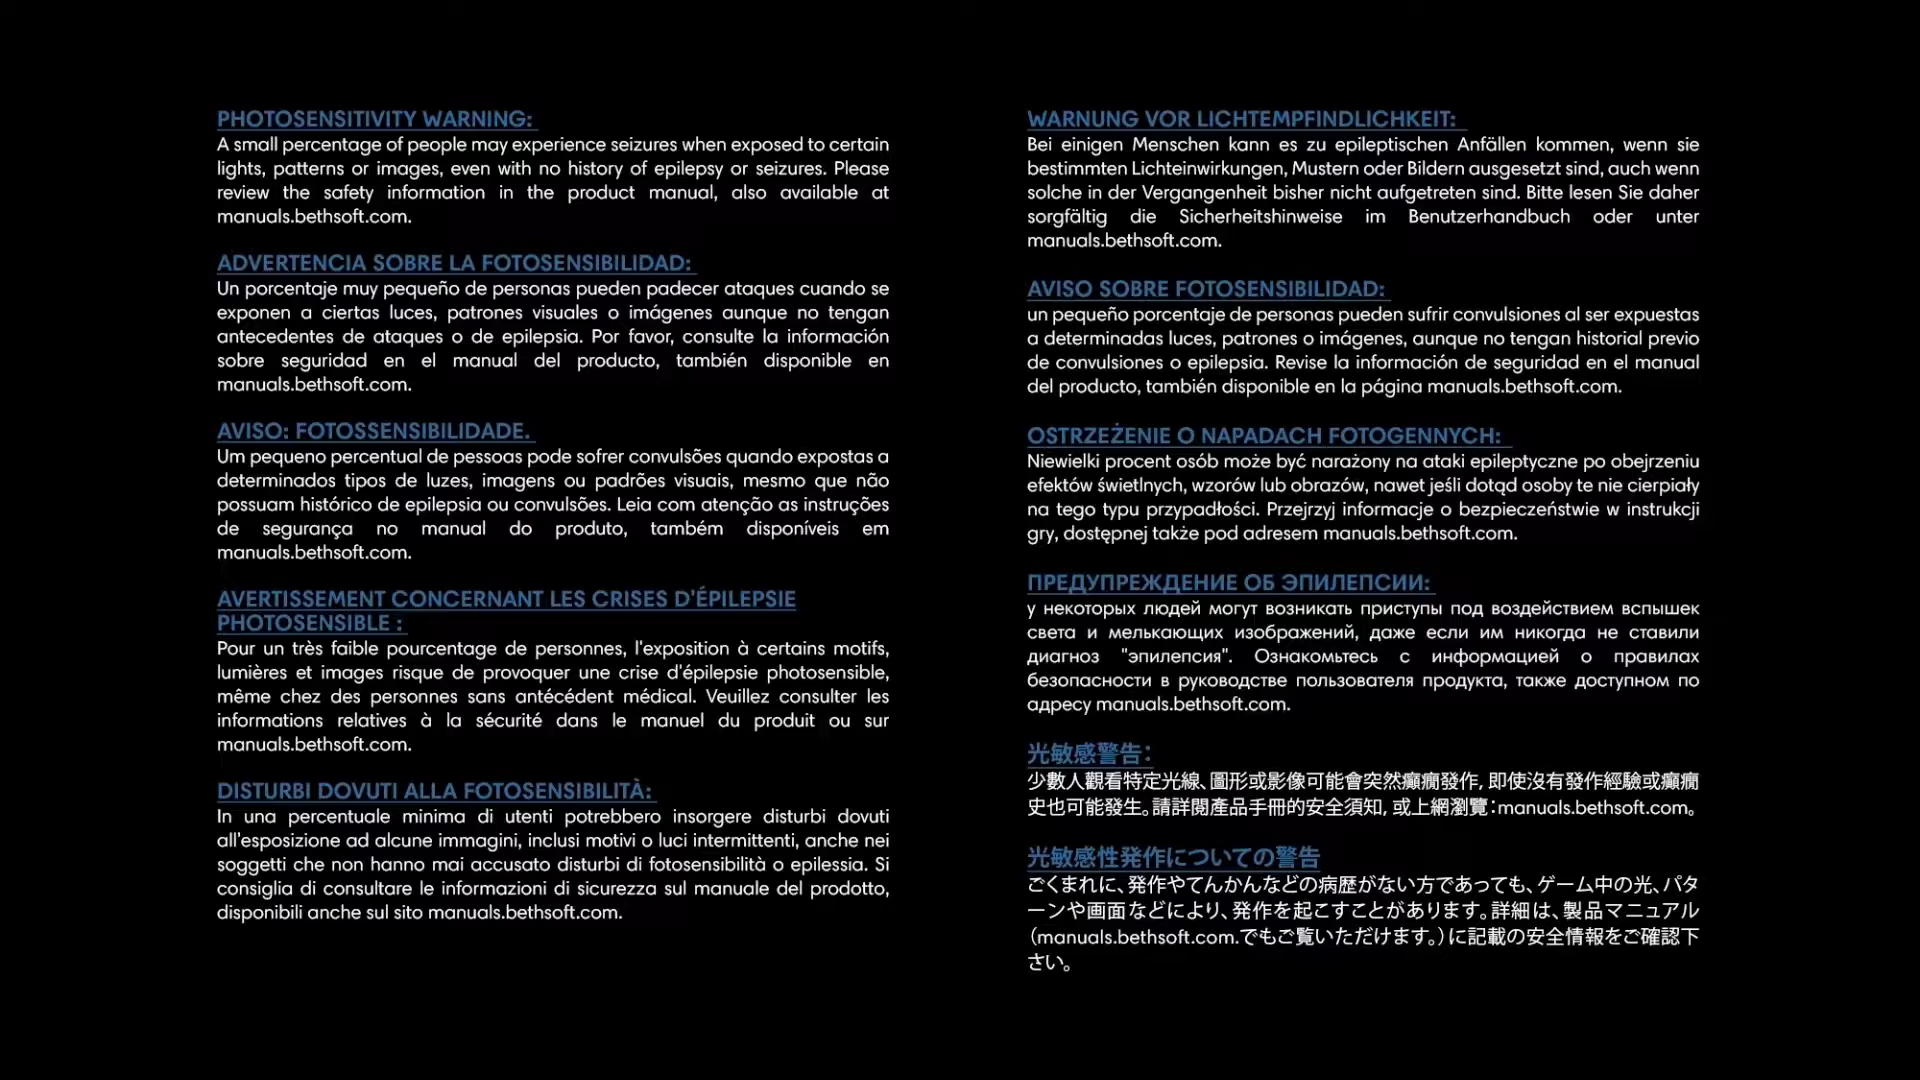 PHOTOSENSITIVITY WARNING:
A small percentage of people may experience seizures when exposed to certain
lights, patterns or images, even with no history of epilepsy or seizures. Please
review the safety information in the product manual, also available at
manuals.bethsoft.com.
ADVERTENCIA SOBRE LA FOTOSENSIBILIDAD:
Un porcentaje muy pequeño de personas pueden padecer ataques cuando se
exponen a ciertas luces, patrones visuales o imágenes aunque no tengan
antecedentes de ataques o de epilepsia. Por favor, consulte la información
sobre seguridad en el manual del producto, también disponible en
manuals.bethsoft.com.
AVISO: FOTOSSENSIBILIDADE.
Um pequeno percentual de pessoas pode sofrer convulsões quando expostas a
determinados tipos de luzes, imagens ou padrões visuais, mesmo que não
possuam histórico de epilepsia ou convulsões. Leia com atenção as instruções
de segurança no manual do produto, também disponíveis em
manuals.bethsoft.com.
AVERTISSEMENT CONCERNANT LES CRISES D'ÉPILEPSIE
PHOTOSENSIBLE :
Pour un très faible pourcentage de personnes, l'exposition à certains motifs,
lumières et images risque de provoquer une crise d'épilepsie photosensible,
même chez des personnes sans antécédent médical. Veuillez consulter les
informations relatives à la sécurité dans le manuel du produit ou sur
manuals.bethsoft.com.
DISTURBI DOVUTI ALLA FOTOSENSIBILITÀ:
In una percentuale minima di utenti potrebbero insorgere disturbi dovuti
all'esposizione ad alcune immagini, inclusi motivi o luci intermittenti, anche nei
soggetti che non hanno mai accusato disturbi di fotosensibilità o epilessia. Si
consiglia di consultare le informazioni di sicurezza sul manuale del prodotto,
disponibili anche sul sito manuals.bethsoft.com.
WARNUNG VOR LICHTEMPFINDLICHKEIT:
Bei einigen Menschen kann es zu epileptischen Anfällen kommen, wenn sie
bestimmten Lichteinwirkungen, Mustern oder Bildern ausgesetzt sind, auch wenn
solche in der Vergangenheit bisher nicht aufgetreten sind. Bitte lesen Sie daher
sorgfältig die Sicherheitshinweise im Benutzerhandbuch oder unter
manuals.bethsoft.com.
AVISO SOBRE FOTOSENSIBILIDAD:
un pequeño porcentaje de personas pueden sufrir convulsiones al ser expuestas
a determinadas luces, patrones o imágenes, aunque no tengan historial previo
de convulsiones o epilepsia. Revise la información de seguridad en el manual
del producto, también disponible en la página manuals.bethsoft.com.
OSTRZEŻENIE O NAPADACH FOTOGENNYCH:
Niewielki procent osób może być narażony na ataki epileptyczne po obejrzeniu
efektów świetlnych, wzorów lub obrazów, nawet jeśli dotąd osoby te nie cierpiały
na tego typu przypadłości. Przejrzyj informacje o bezpieczeństwie w instrukcji
gry, dostępnej także pod adresem manuals.bethsoft.com.
ПРЕДУПРЕЖДЕНИЕ ОБ ЭПИЛЕПСИИ:
у некоторых людей могут возникать приступы под воздействием вспышек
света и мелькающих изображений, даже если им никогда не ставили
диагноз "эпилепсия". Ознакомьтесь с информацией о правилах
безопасности в руководстве пользователя продукта, также доступном по
адресу manuals.bethsoft.com.
光敏感警告：
少數人觀看特定光線、圖形或影像可能會突然癲癇發作, 即使沒有發作經驗或癲癇
史也可能發生。請詳閱產品手冊的安全須知, 或上網瀏覽：manuals.bethsoft.com。
光敏感性発作についての警告
ごくまれに、発作やてんかんなどの病歴がない方であっても、ゲーム中の光、パタ
ーンや画面などにより、発作を起こすことがあります。詳細は、製品マニュアル
（manuals.bethsoft.com.でもご覧いただけます。）に記載の安全情報をご確認下
さい。